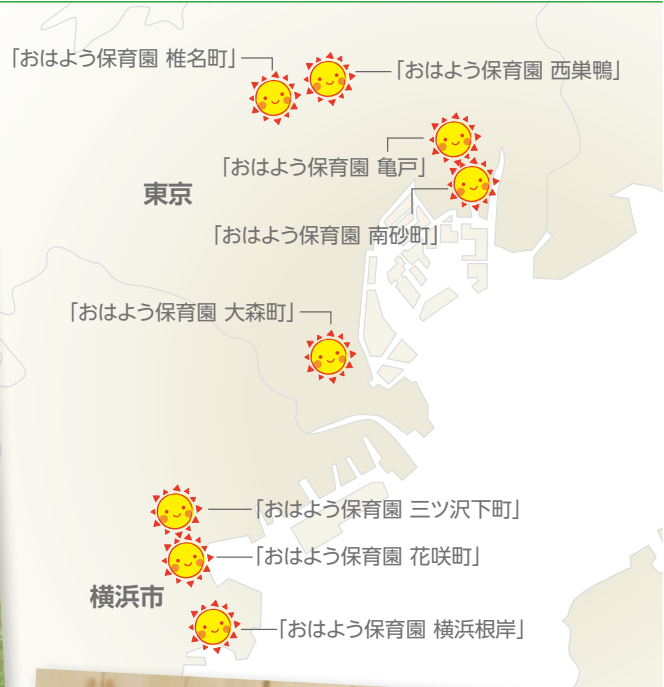 「おはよう保育園 椎名町」
「おはよう保育園 西巣鴨」
「おはよう保育園 亀戸」
東京
「おはよう保育園 南砂町」
「おはよう保育園 大森町」
「おはよう保育園 三ツ沢下町」
「おはよう保育園 花咲町」
横浜市
「おはよう保育園 横浜根岸」